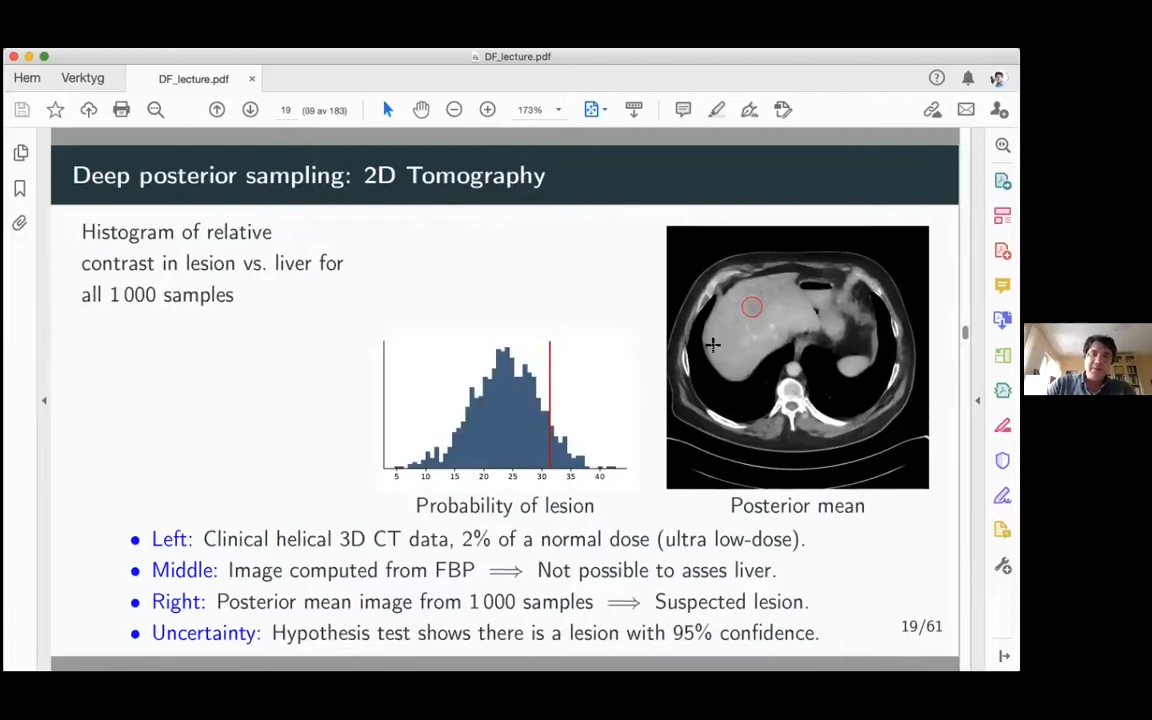 DF_lecture.pdf
Hem Verktyg DF_lecture.pdf ×
19 (69 av 183) 173%
Deep posterior sampling: 2D Tomography
Histogram of relative
contrast in lesion vs. liver for
all 1 000 samples
5 10 15 20 25 30 35 40
Probability of lesion
Posterior mean
• Left: Clinical helical 3D CT data, 2% of a normal dose (ultra low-dose).
• Middle: Image computed from FBP ⟹ Not possible to asses liver.
• Right: Posterior mean image from 1 000 samples ⟹ Suspected lesion.
• Uncertainty: Hypothesis test shows there is a lesion with 95% confidence.
19/61